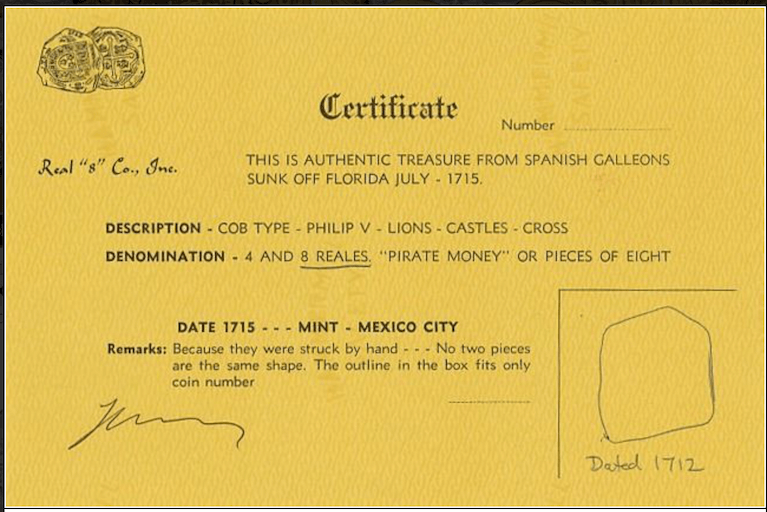 Certificate
Number
Real "8" Co., Inc.
THIS IS AUTHENTIC TREASURE FROM SPANISH GALLEONS
SUNK OFF FLORIDA JULY - 1715.
DESCRIPTION - COB TYPE - PHILIP V - LIONS - CASTLES - CROSS
DENOMINATION - 4 AND 8 REALES. "PIRATE MONEY" OR PIECES OF EIGHT
DATE 1715 - - - MINT - MEXICO CITY
Remarks: Because they were struck by hand - - - No two pieces
are the same shape. The outline in the box fits only
coin number
Dated 1712